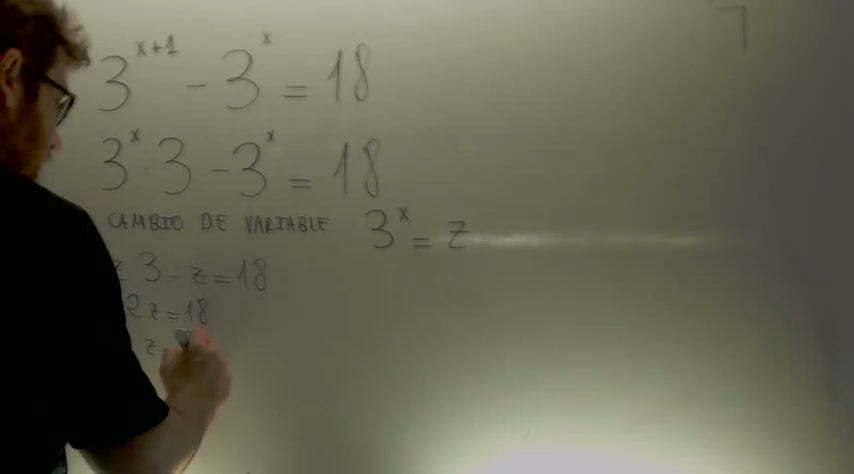 3^{x+1} - 3^x = 18
3^x · 3 - 3^x = 18
CAMBIO DE VARIABLE 3^x = z
z 3 - z = 18
2z = 18
z